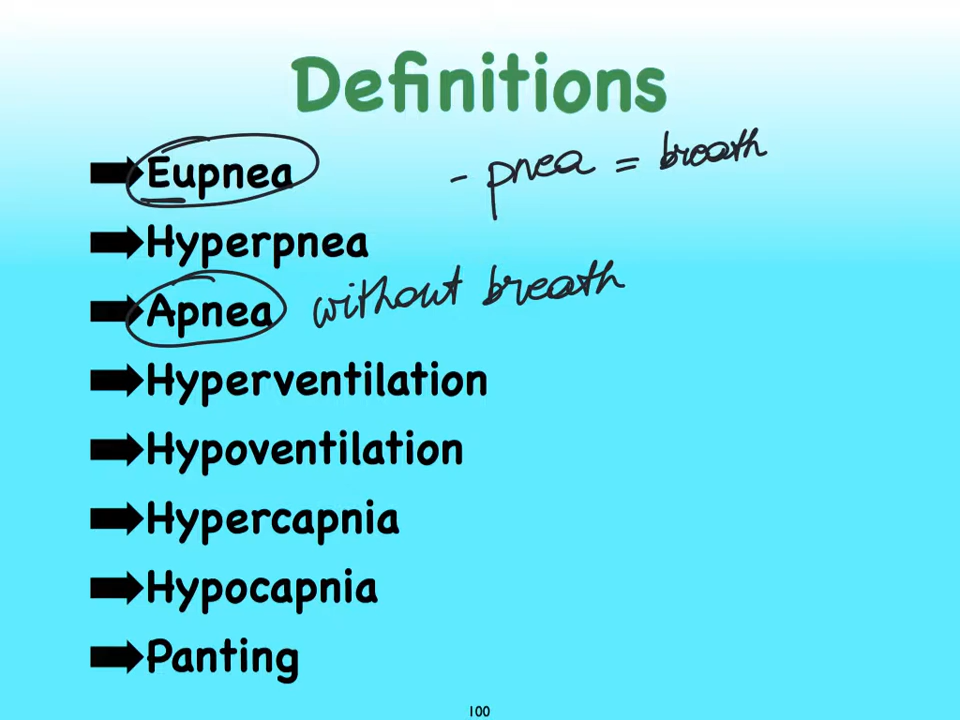 Definitions
Eupnea
- pnea = breath
Hyperpnea
Apnea without breath
Hyperventilation
Hypoventilation
Hypercapnia
Hypocapnia
Panting
100